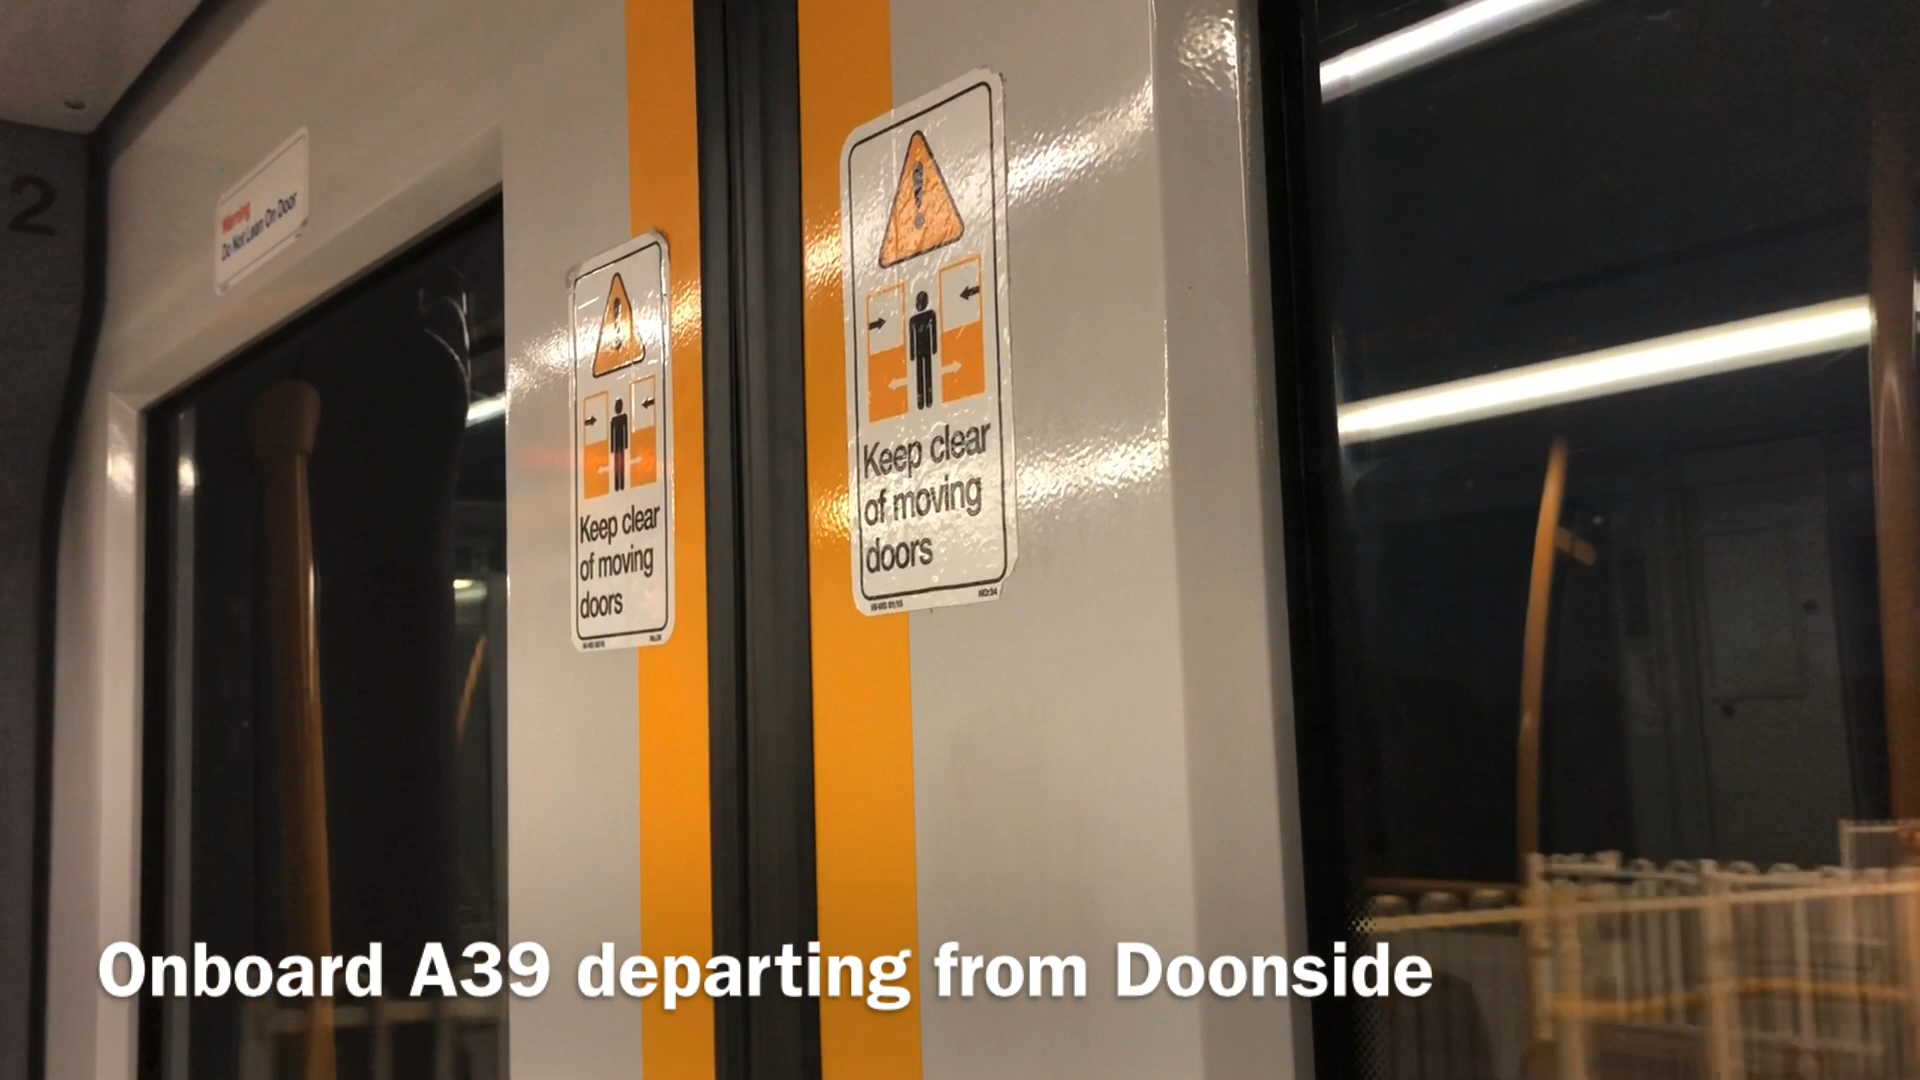 2
Warning
Do Not Lean On Door
Keep clear
of moving
doors
Keep clear
of moving
doors
Onboard A39 departing from Doonside